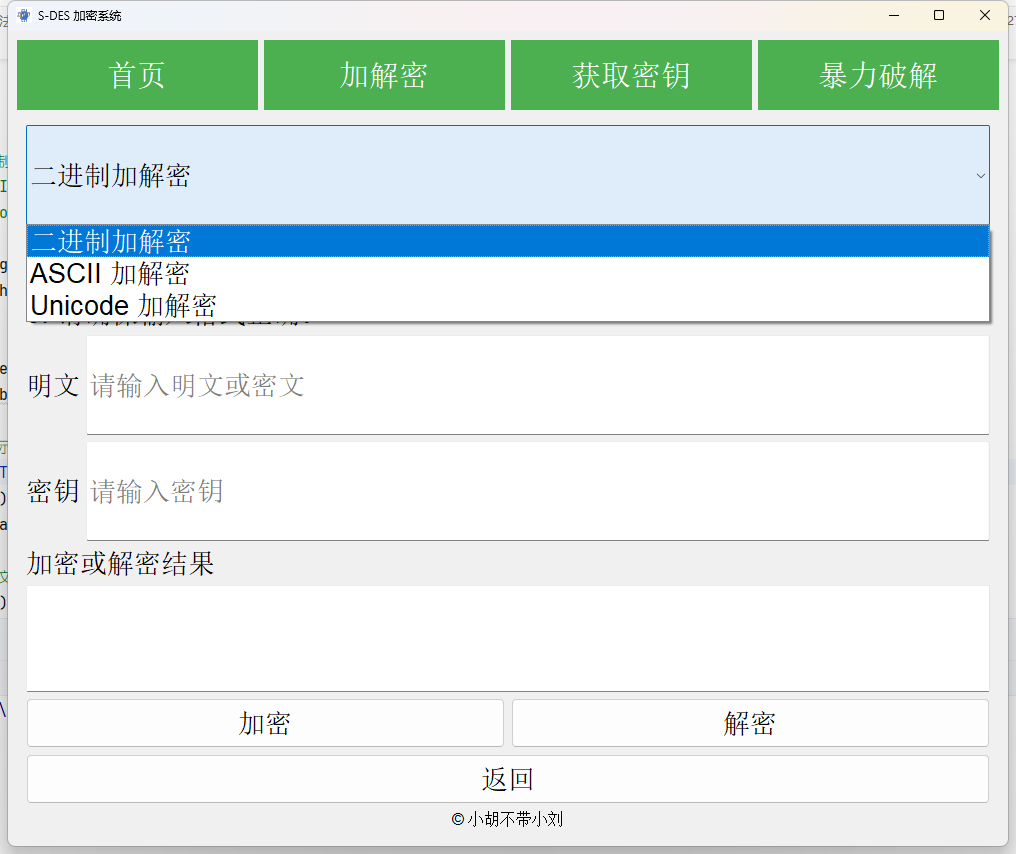 S-DES 加密系统
首页 加解密 获取密钥 暴力破解
二进制加解密
二进制加解密
ASCII 加解密
Unicode 加解密
明文 请输入明文或密文
密钥 请输入密钥
加密或解密结果
加密 解密
返回
© 小胡不带小刘